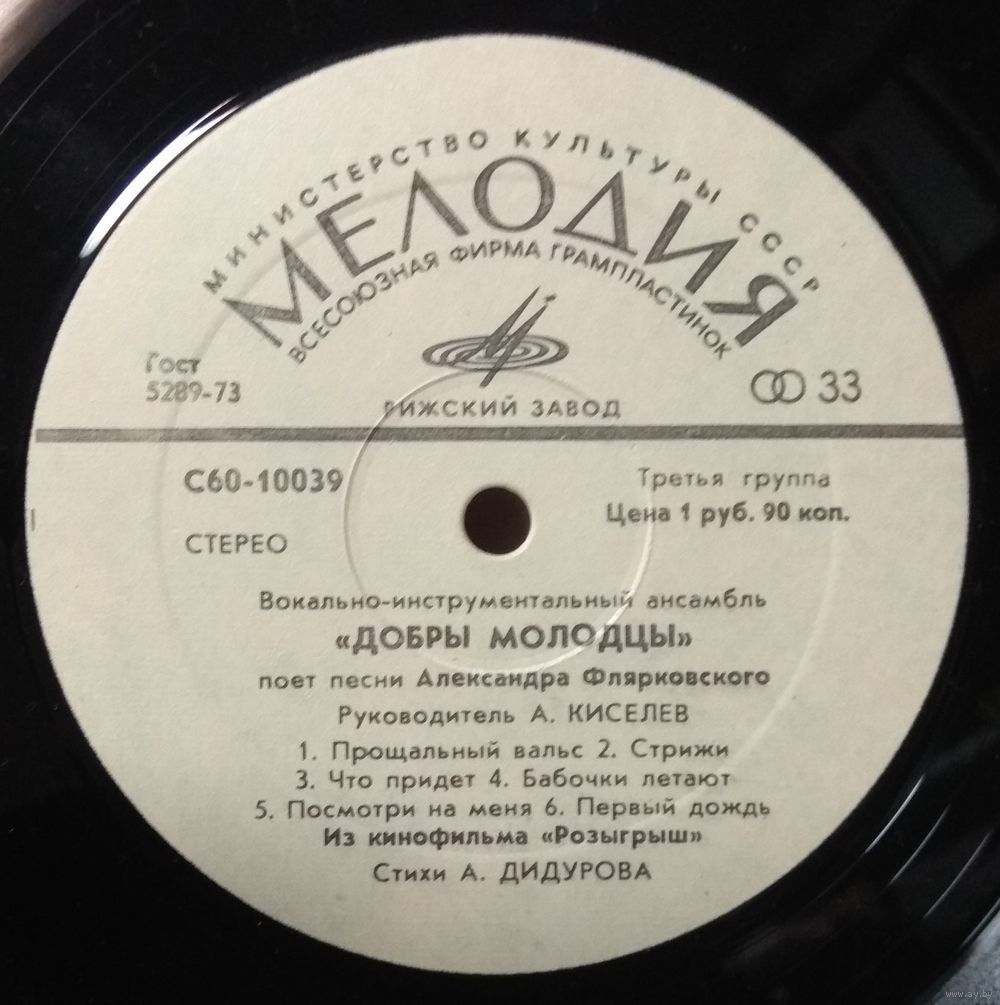 МИНИСТЕРСТВО КУЛЬТУРЫ СССР
МЕЛОДИЯ
ВСЕСОЮЗНАЯ ФИРМА ГРАМПЛАСТИНОК
Гост
5289-73
33
РИЖСКИЙ ЗАВОД
С60-10039
Третья группа
Цена 1 руб. 90 коп.
СТЕРЕО
Вокально-инструментальный ансамбль
«ДОБРЫ МОЛОДЦЫ»
поет песни Александра Флярковского
Руководитель А. КИСЕЛЕВ
1. Прощальный вальс 2. Стрижи
3. Что придет 4. Бабочки летают
5. Посмотри на меня 6. Первый дождь
Из кинофильма «Розыгрыш»
Стихи А. ДИДУРОВА
www.ay.by